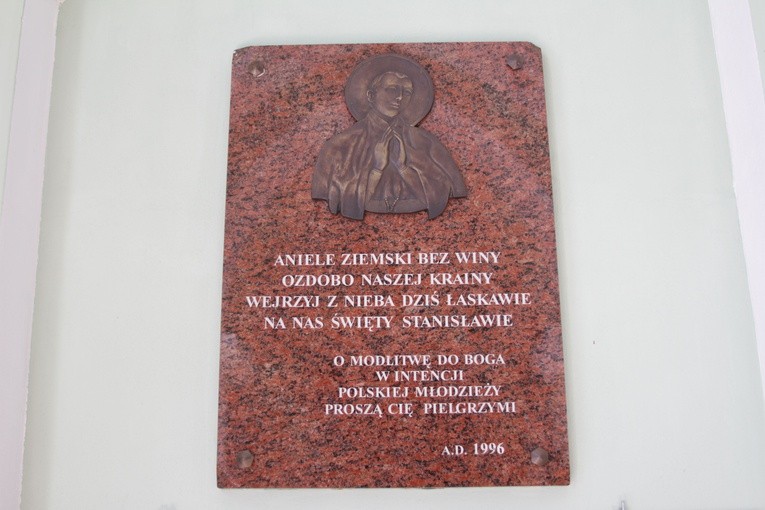 ANIELE ZIEMSKI BEZ WINY
OZDOBO NASZEJ KRAINY
WEJRZYJ Z NIEBA DZIŚ ŁASKAWIE
NA NAS ŚWIĘTY STANISŁAWIE
O MODLITWĘ DO BOGA
W INTENCJI
POLSKIEJ MŁODZIEŻY
PROSZĄ CIĘ PIELGRZYMI
A.D. 1996